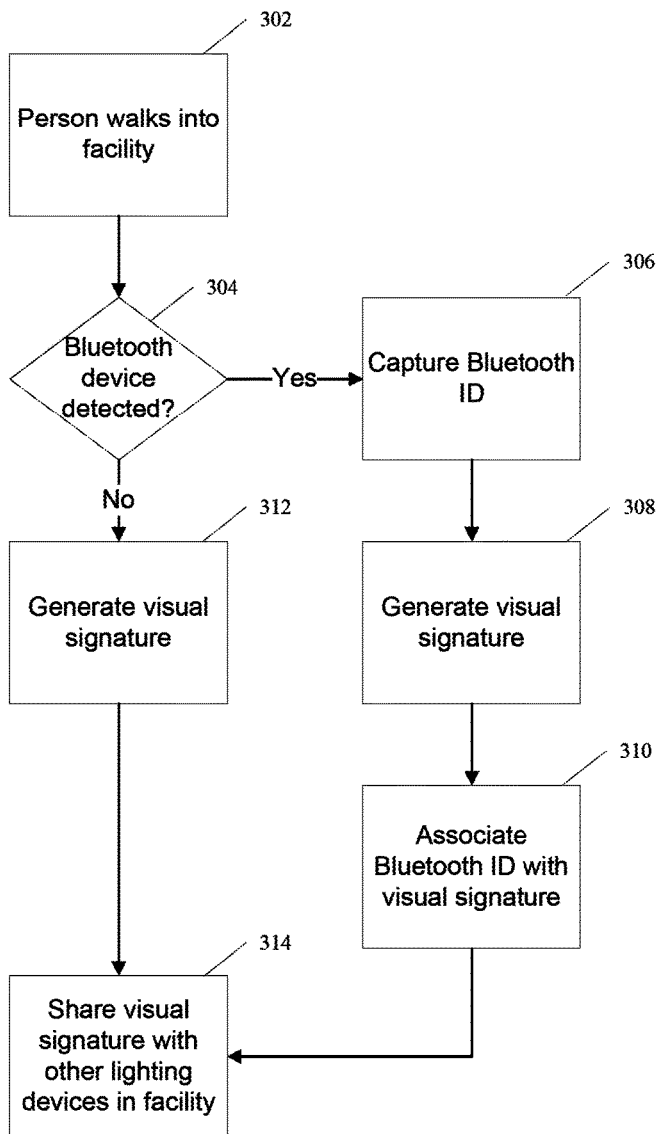 302
Person walks into
facility
304
Bluetooth
device
detected?
Yes
306
Capture Bluetooth
ID
No
312
Generate visual
signature
308
Generate visual
signature
310
Associate
Bluetooth ID with
visual signature
314
Share visual
signature with
other lighting
devices in facility